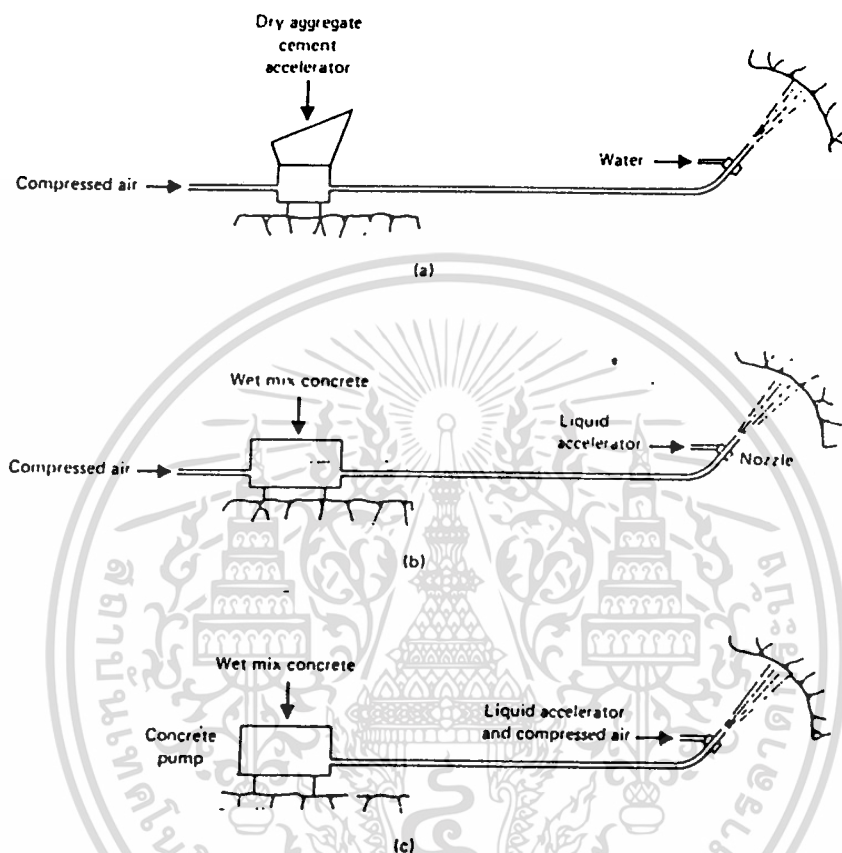 Dry aggregate
cement
accelerator
Water
Compressed air
(a)
Wet mix concrete
Liquid
accelerator
Nozzle
Compressed air
(b)
Wet mix concrete
Concrete
pump
Liquid accelerator
and compressed air
(c)